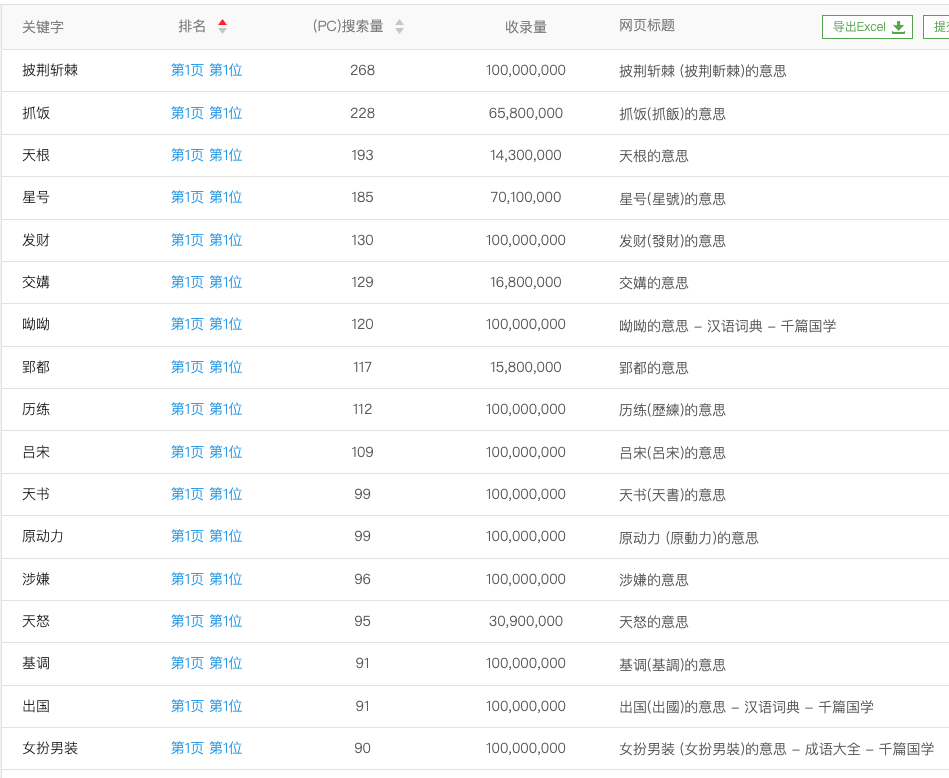 关键字 排名 (PC)搜索量 收录量 网页标题 导出Excel 提交
披荆斩棘 第1页 第1位 268 100,000,000 披荆斩棘 (披荆斬棘)的意思
抓饭 第1页 第1位 228 65,800,000 抓饭(抓飯)的意思
天根 第1页 第1位 193 14,300,000 天根的意思
星号 第1页 第1位 185 70,100,000 星号(星號)的意思
发财 第1页 第1位 130 100,000,000 发财(發財)的意思
交媾 第1页 第1位 129 16,800,000 交媾的意思
呦呦 第1页 第1位 120 100,000,000 呦呦的意思 – 汉语词典 – 千篇国学
郢都 第1页 第1位 117 15,800,000 郢都的意思
历练 第1页 第1位 112 100,000,000 历练(歷練)的意思
吕宋 第1页 第1位 109 100,000,000 吕宋(呂宋)的意思
天书 第1页 第1位 99 100,000,000 天书(天書)的意思
原动力 第1页 第1位 99 100,000,000 原动力 (原動力)的意思
涉嫌 第1页 第1位 96 100,000,000 涉嫌的意思
天怒 第1页 第1位 95 30,900,000 天怒的意思
基调 第1页 第1位 91 100,000,000 基调(基調)的意思
出国 第1页 第1位 91 100,000,000 出国(出國)的意思 – 汉语词典 – 千篇国学
女扮男装 第1页 第1位 90 100,000,000 女扮男装 (女扮男裝)的意思 – 成语大全 – 千篇国学